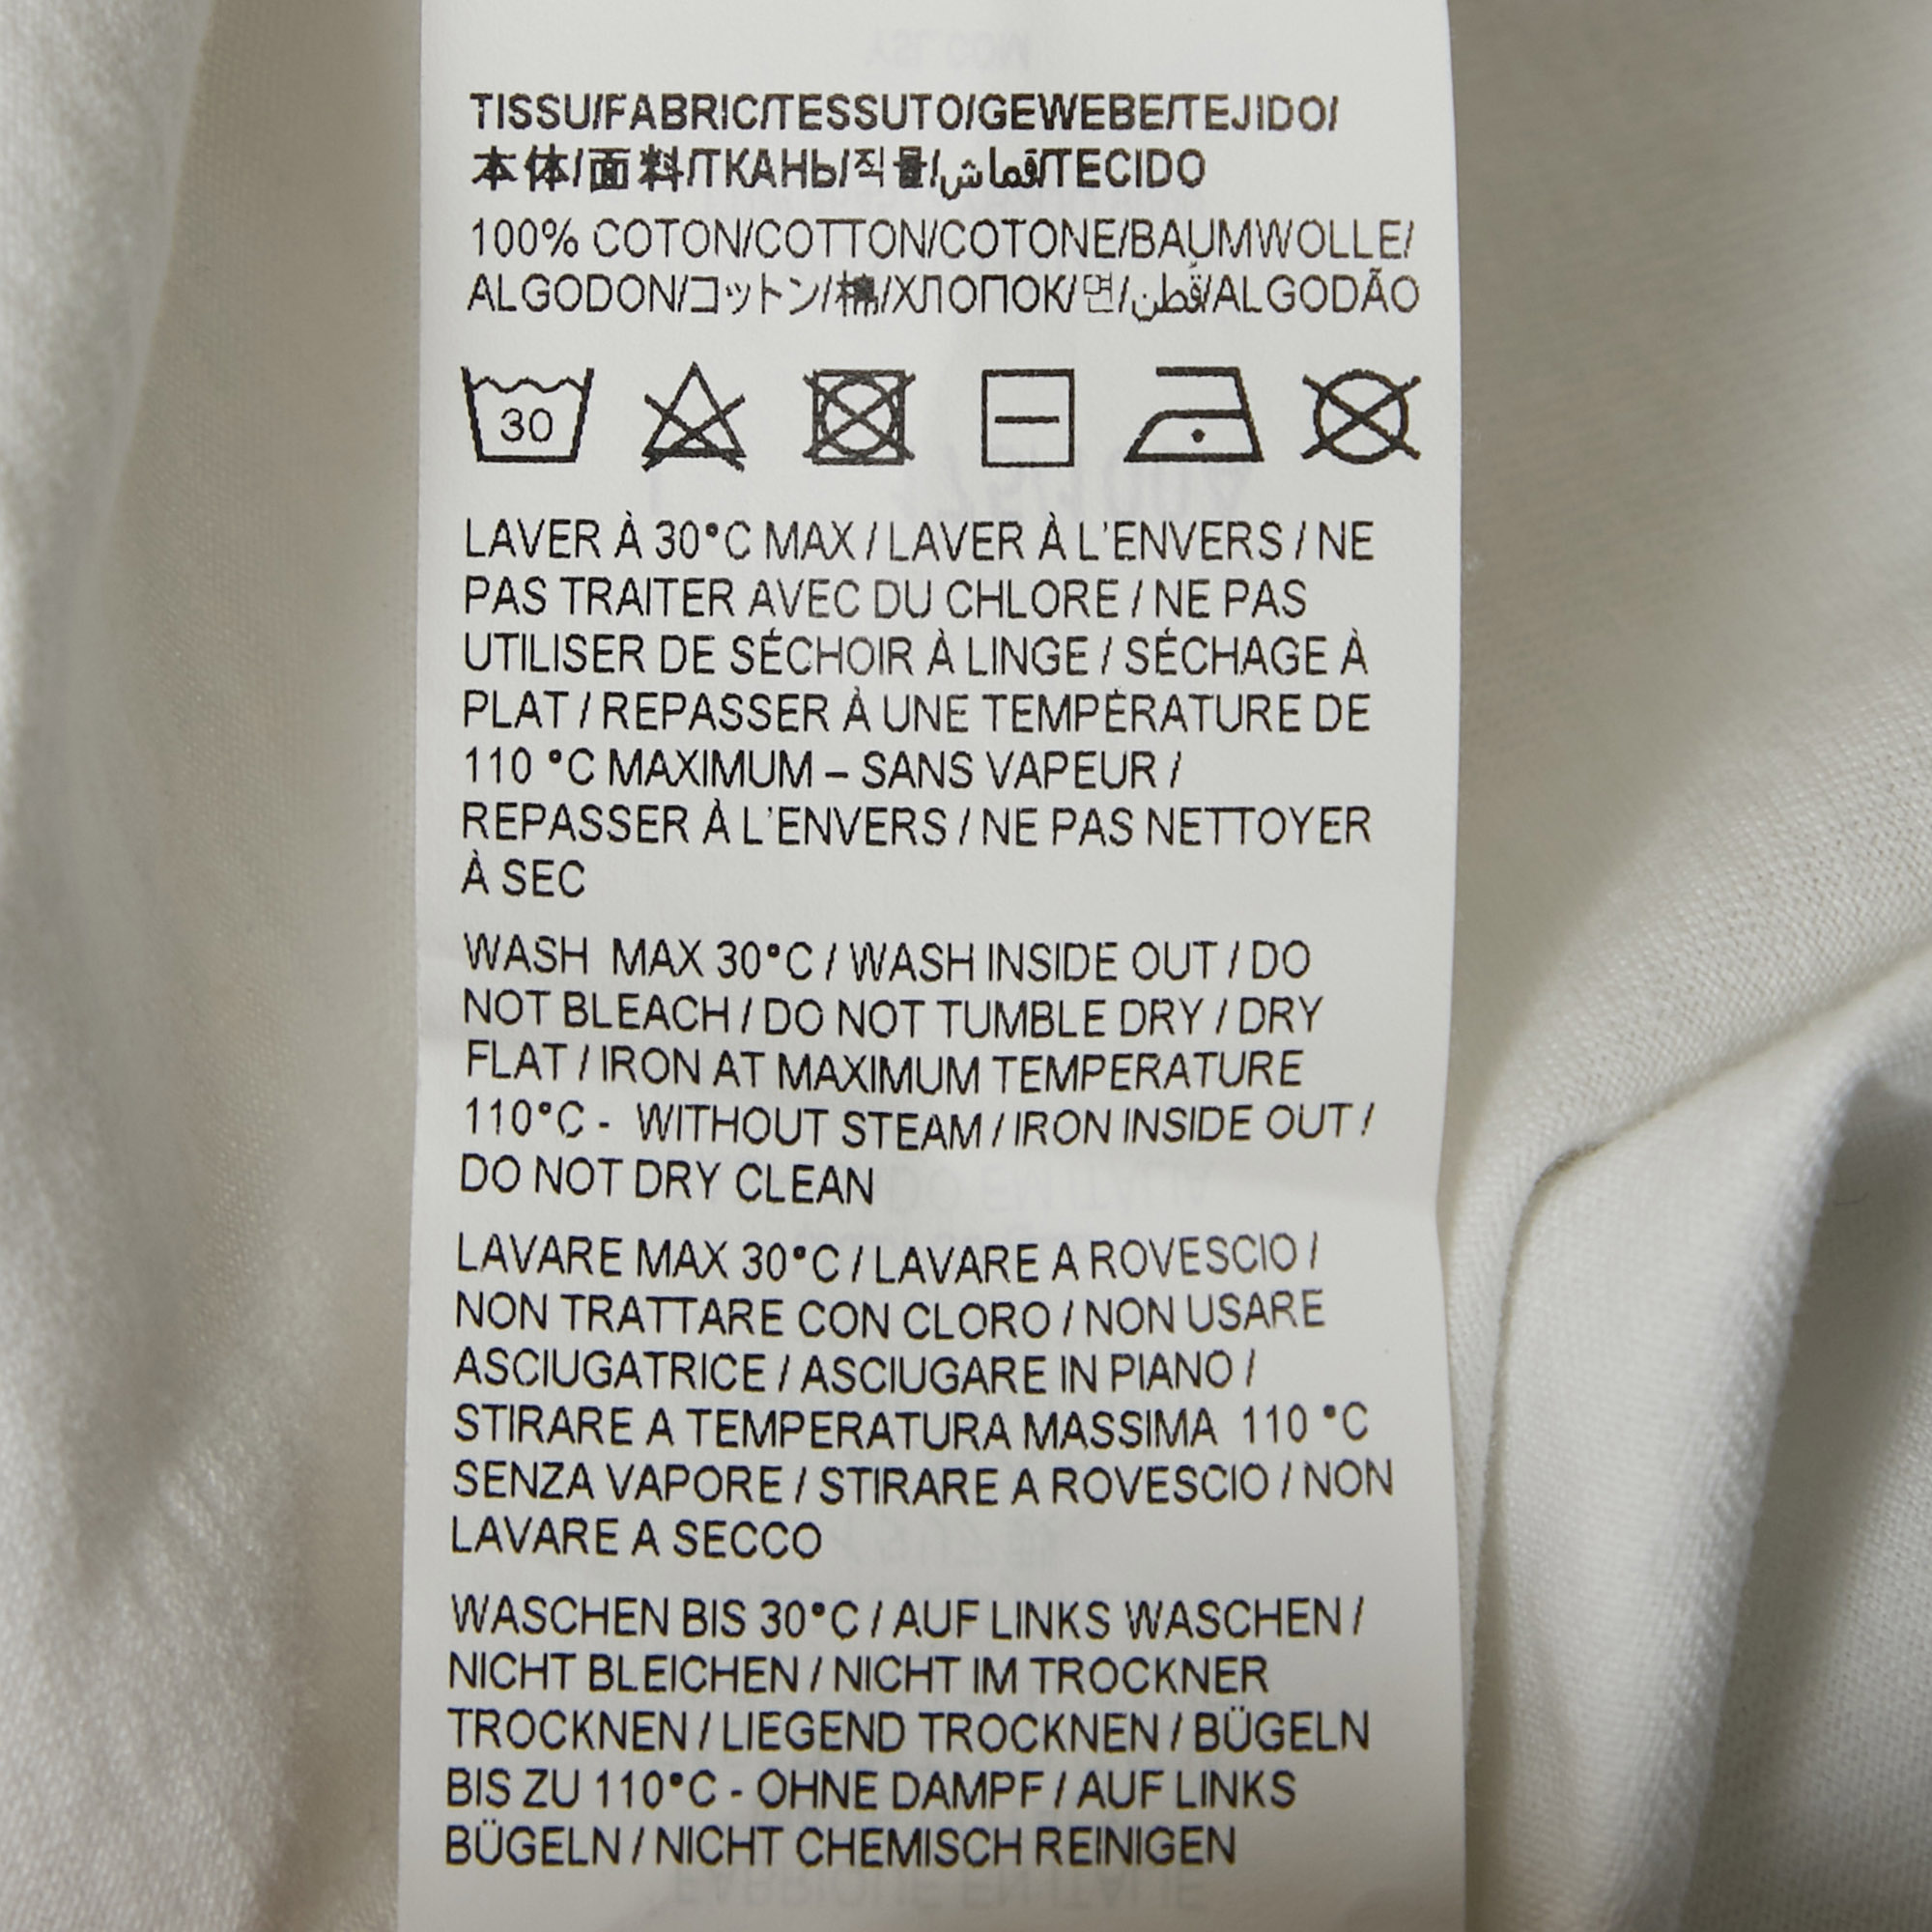 TISSU/FABRIC/TESSUTO/GEWEBE/TEJIDO/
本体/面料/ТКАНЬ/직물/قماش/TECIDO
100% COTON/COTTON/COTONE/BAUMWOLLE/
ALGODON/コットン/棉/ХЛОПОК/면/قُطن/ALGODÃO
30
LAVER À 30°C MAX / LAVER À L'ENVERS / NE
PAS TRAITER AVEC DU CHLORE / NE PAS
UTILISER DE SÉCHOIR À LINGE / SÉCHAGE À
PLAT / REPASSER À UNE TEMPÉRATURE DE
110 °C MAXIMUM – SANS VAPEUR /
REPASSER À L'ENVERS / NE PAS NETTOYER
À SEC
WASH MAX 30°C / WASH INSIDE OUT / DO
NOT BLEACH / DO NOT TUMBLE DRY / DRY
FLAT / IRON AT MAXIMUM TEMPERATURE
110°C - WITHOUT STEAM / IRON INSIDE OUT /
DO NOT DRY CLEAN
LAVARE MAX 30°C / LAVARE A ROVESCIO /
NON TRATTARE CON CLORO / NON USARE
ASCIUGATRICE / ASCIUGARE IN PIANO /
STIRARE A TEMPERATURA MASSIMA 110 °C
SENZA VAPORE / STIRARE A ROVESCIO / NON
LAVARE A SECCO
WASCHEN BIS 30°C / AUF LINKS WASCHEN /
NICHT BLEICHEN / NICHT IM TROCKNER
TROCKNEN / LIEGEND TROCKNEN / BÜGELN
BIS ZU 110°C - OHNE DAMPF / AUF LINKS
BÜGELN / NICHT CHEMISCH REINIGEN